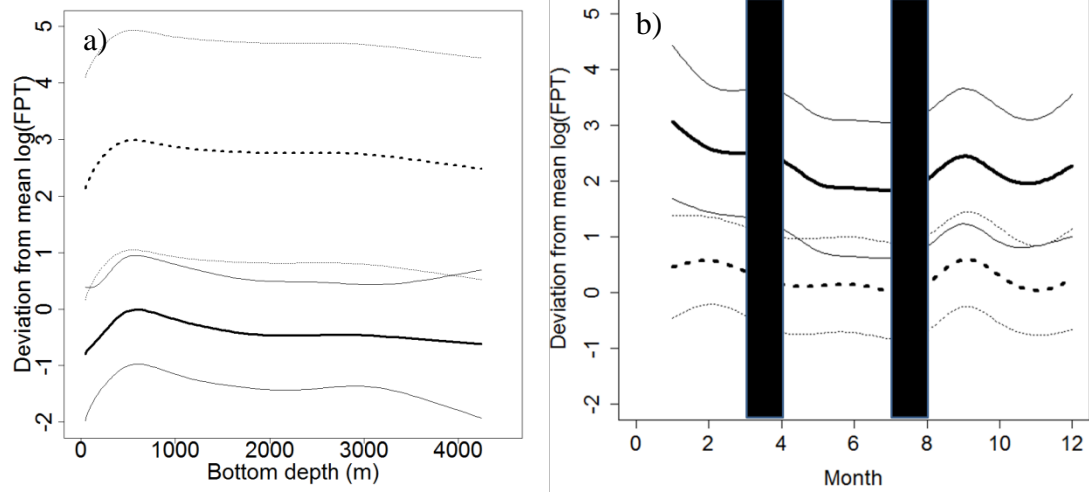 a)
Deviation from mean log(FPT)
5
4
3
2
1
0
-1
-2
0 1000 2000 3000 4000
Bottom depth (m)
b)
Deviation from mean log(FPT)
5
4
3
2
1
0
-1
-2
0 2 4 6 8 10 12
Month